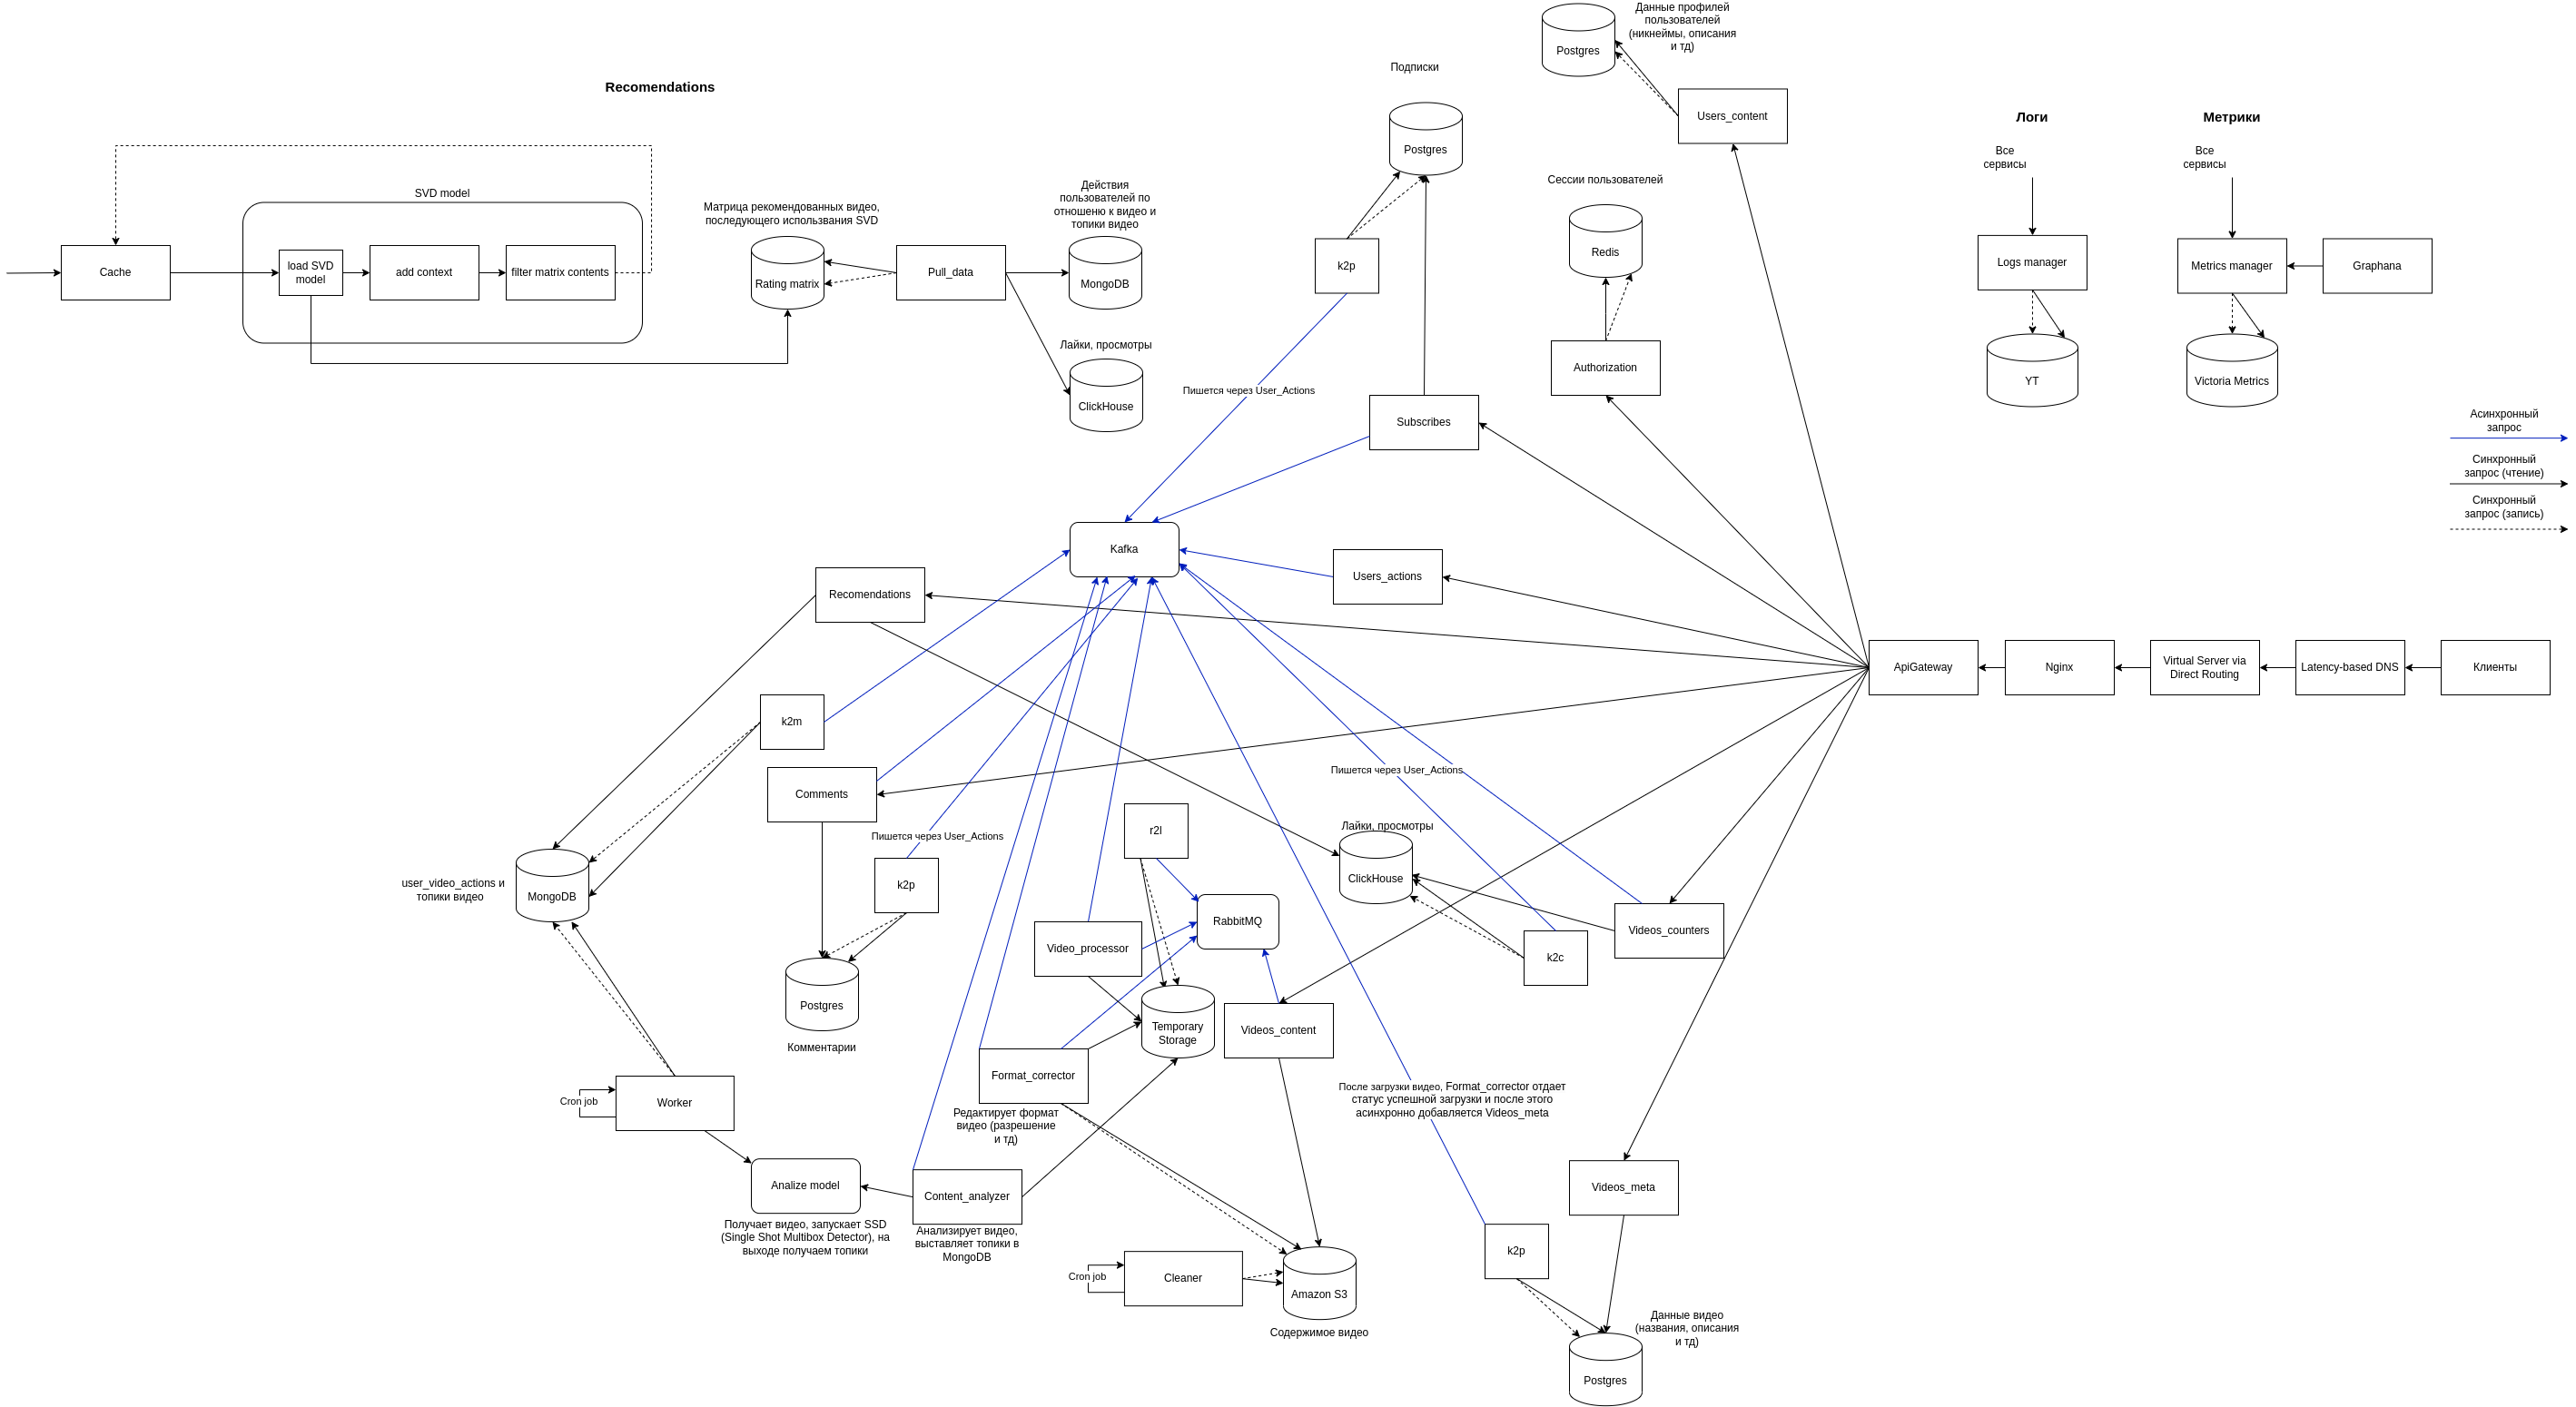 Recomendations
Cache
SVD model
load SVD
model
add context
filter matrix contents
Матрица рекомендованных видео,
последующего использвания SVD
Rating matrix
Pull_data
Действия
пользователей по
отношеню к видео и
топики видео
MongoDB
Лайки, просмотры
ClickHouse
Подписки
Postgres
k2p
Пишется через User_Actions
Postgres
Данные профилей
пользователей
(никнеймы, описания
и тд)
Users_content
Сессии пользователей
Redis
Authorization
Subscribes
Логи
Все
сервисы
Logs manager
YT
Метрики
Все
сервисы
Metrics manager
Graphana
Victoria Metrics
Асинхронный
запрос
Синхронный
запрос (чтение)
Синхронный
запрос (запись)
Kafka
Users_actions
Recomendations
ApiGateway
Nginx
Virtual Server via
Direct Routing
Latency-based DNS
Клиенты
k2m
Comments
Пишется через User_Actions
k2p
user_video_actions и
топики видео
MongoDB
Postgres
Комментарии
r2l
RabbitMQ
Video_processor
Temporary
Storage
Format_corrector
Редактирует формат
видео (разрешение
и тд)
Videos_content
Пишется через User_Actions
Лайки, просмотры
ClickHouse
k2c
Videos_counters
Cron job
Worker
Analize model
Получает видео, запускает SSD
(Single Shot Multibox Detector), на
выходе получаем топики
Content_analyzer
Анализирует видео,
выставляет топики в
MongoDB
Cron job
Cleaner
Amazon S3
Содержимое видео
После загрузки видео, Format_corrector отдает
статус успешной загрузки и после этого
асинхронно добавляется Videos_meta
Videos_meta
k2p
Данные видео
(названия, описания
и тд)
Postgres